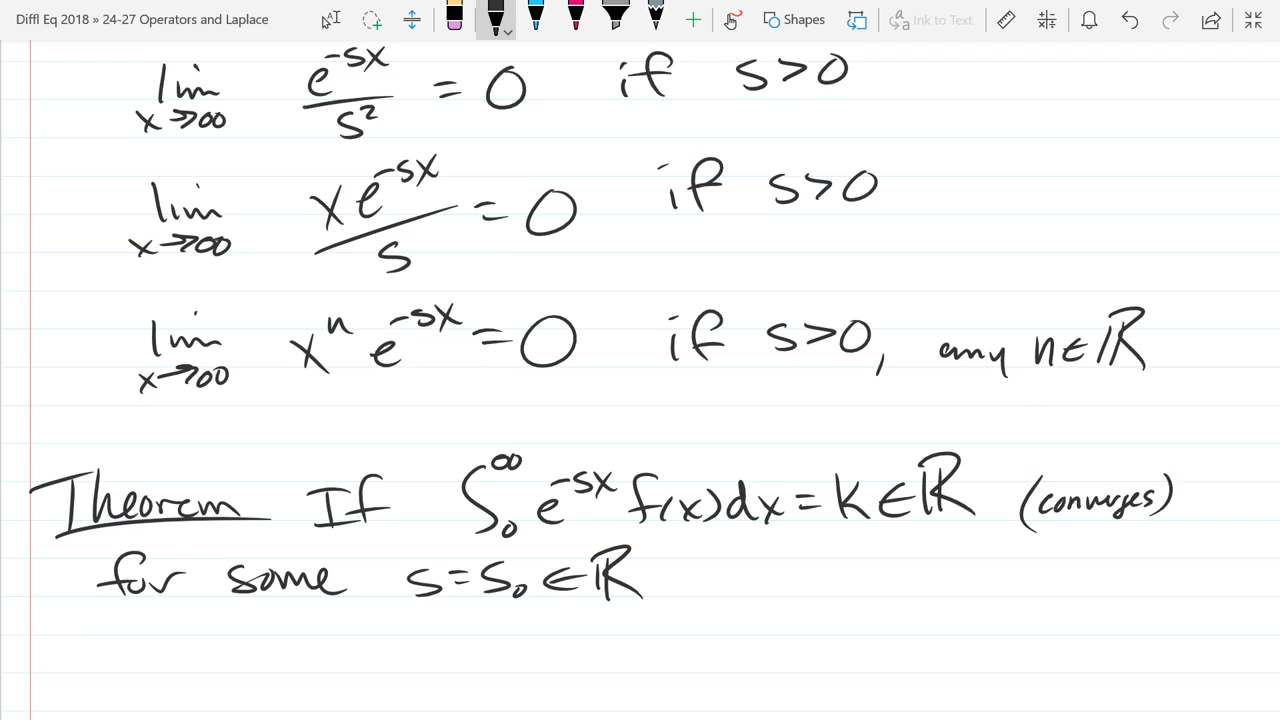 Diffl Eq 2018 » 24-27 Operators and Laplace
Shapes
Ink to Text
lim x→∞ e^{-sx}/s² = 0 if s>0
lim x→∞ xe^{-sx}/s = 0 if s>0
lim x→∞ xⁿ e^{-sx} = 0 if s>0, any n∈ℝ
Theorem If ∫₀^∞ e^{-sx} f(x)dx = K∈ℝ (converges)
for some s=s₀∈ℝ